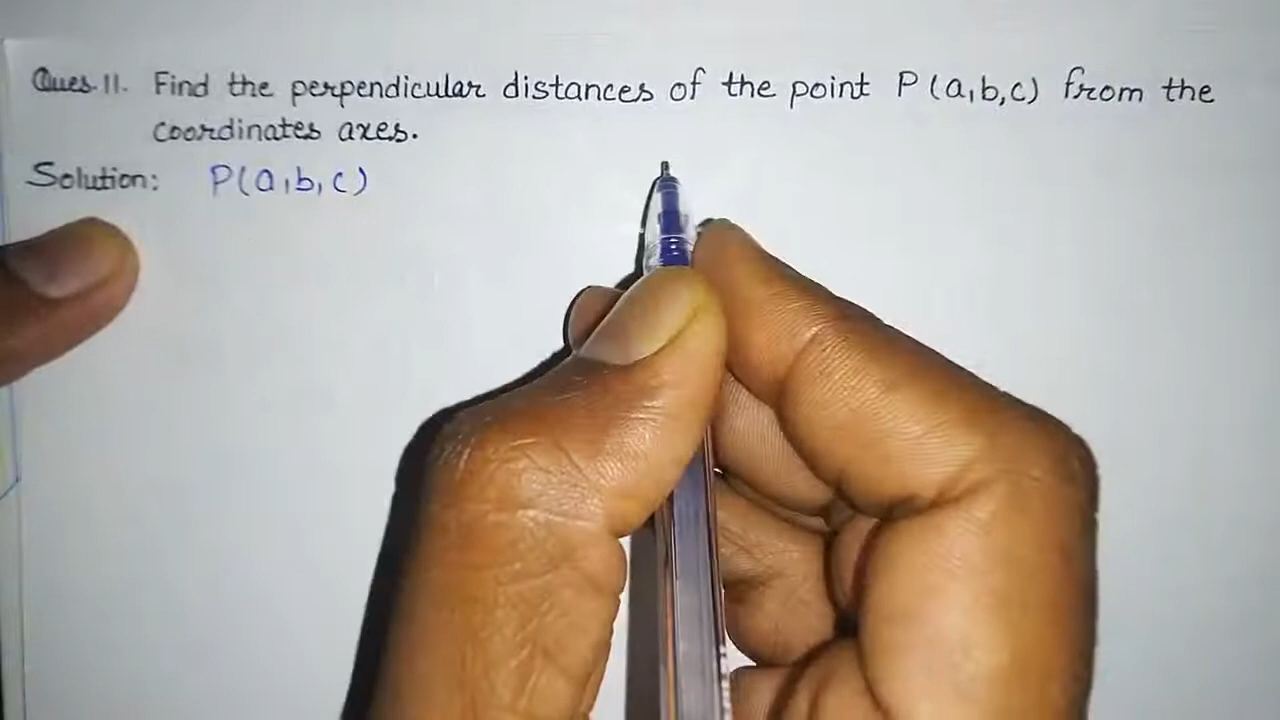 Ques.11. Find the perpendicular distances of the point P(a,b,c) from the
coordinates axes.
Solution: P(a,b,c)